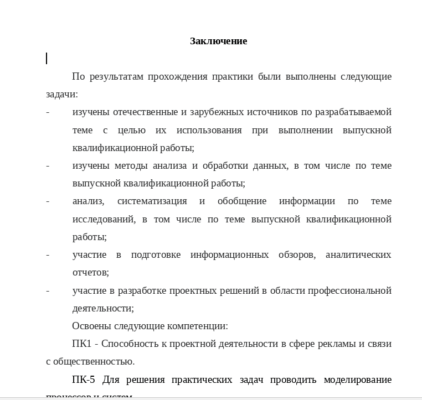 Заключение
По результатам прохождения практики были выполнены следующие
задачи:
- изучены отечественные и зарубежных источников по разрабатываемой
теме с целью их использования при выполнении выпускной
квалификационной работы;
- изучены методы анализа и обработки данных, в том числе по теме
выпускной квалификационной работы;
- анализ, систематизация и обобщение информации по теме
исследований, в том числе по теме выпускной квалификационной
работы;
- участие в подготовке информационных обзоров, аналитических
отчетов;
- участие в разработке проектных решений в области профессиональной
деятельности;
Освоены следующие компетенции:
ПК1 - Способность к проектной деятельности в сфере рекламы и связи
с общественностью.
ПК-5 Для решения практических задач проводить моделирование
процессов и систем